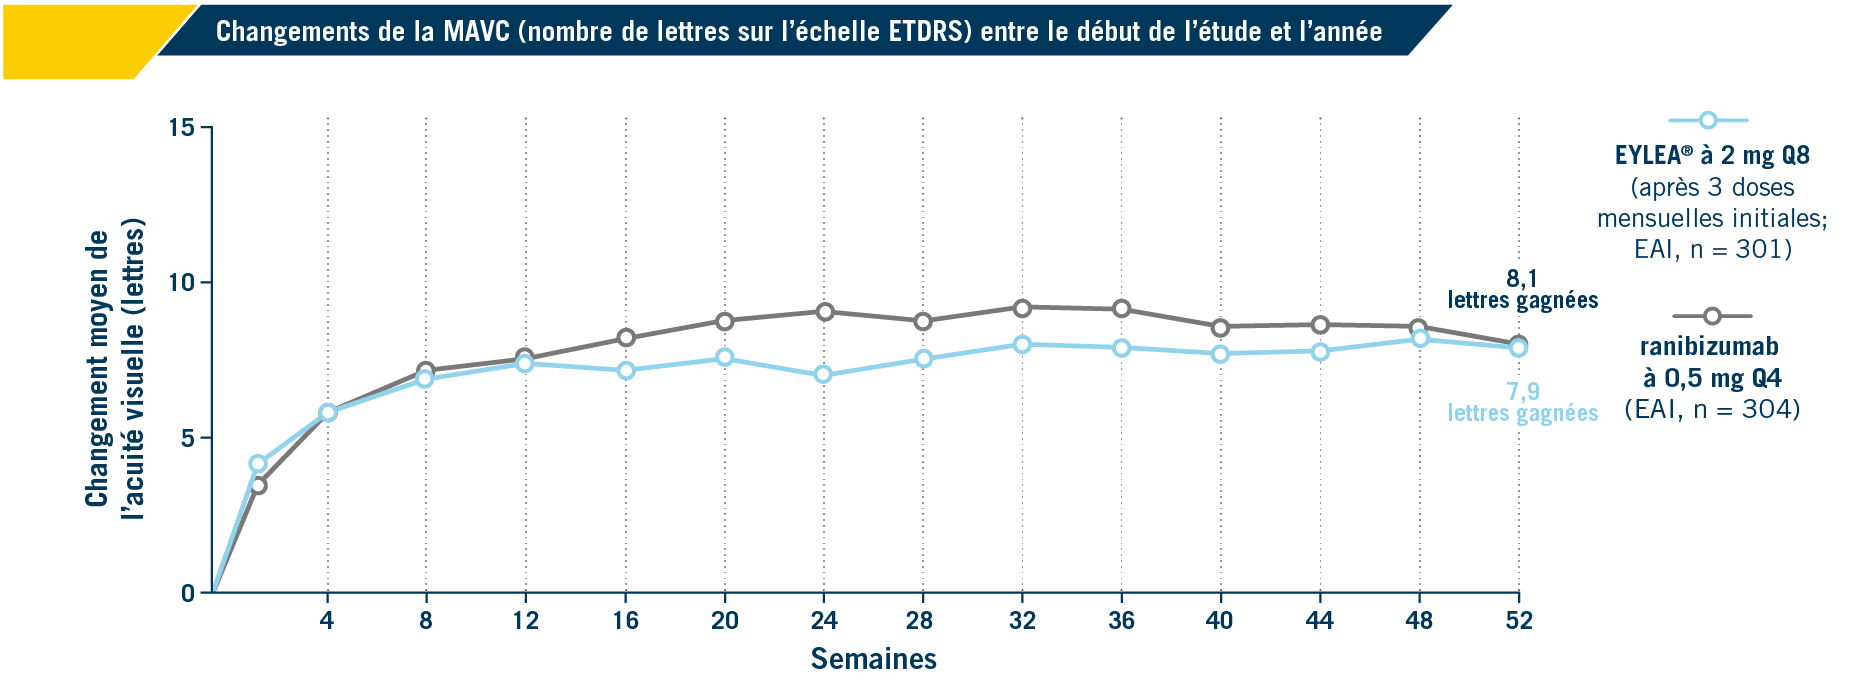 Changements de la MAVC (nombre de lettres sur l'échelle ETDRS) entre le début de l'étude et l'année
Changement moyen de
l'acuité visuelle (lettres)
15
10
5
0
4 8 12 16 20 24 28 32 36 40 44 48 52
Semaines
8,1
lettres gagnées
7,9
lettres gagnées
EYLEA® à 2 mg Q8
(après 3 doses
mensuelles initiales;
EAI, n = 301)
ranibizumab
à 0,5 mg Q4
(EAI, n = 304)